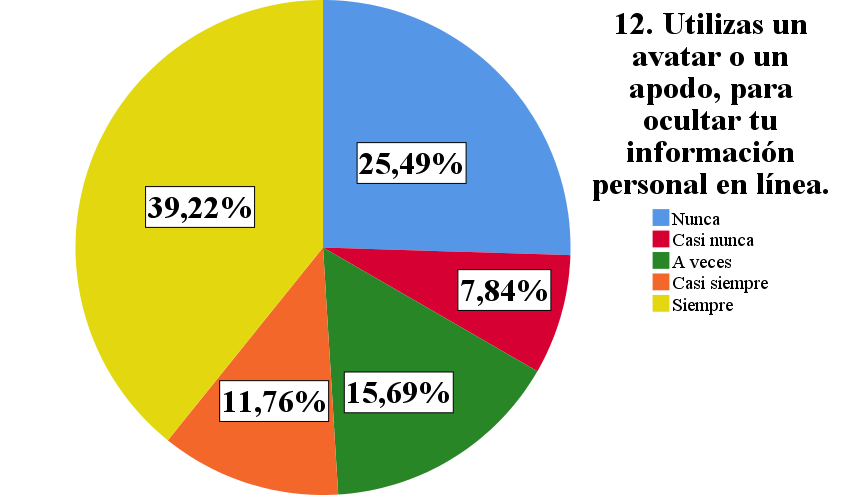 12. Utilizas un
avatar o un
apodo, para
ocultar tu
información
personal en línea.
Nunca
Casi nunca
A veces
Casi siempre
Siempre
25,49%
39,22%
7,84%
15,69%
11,76%